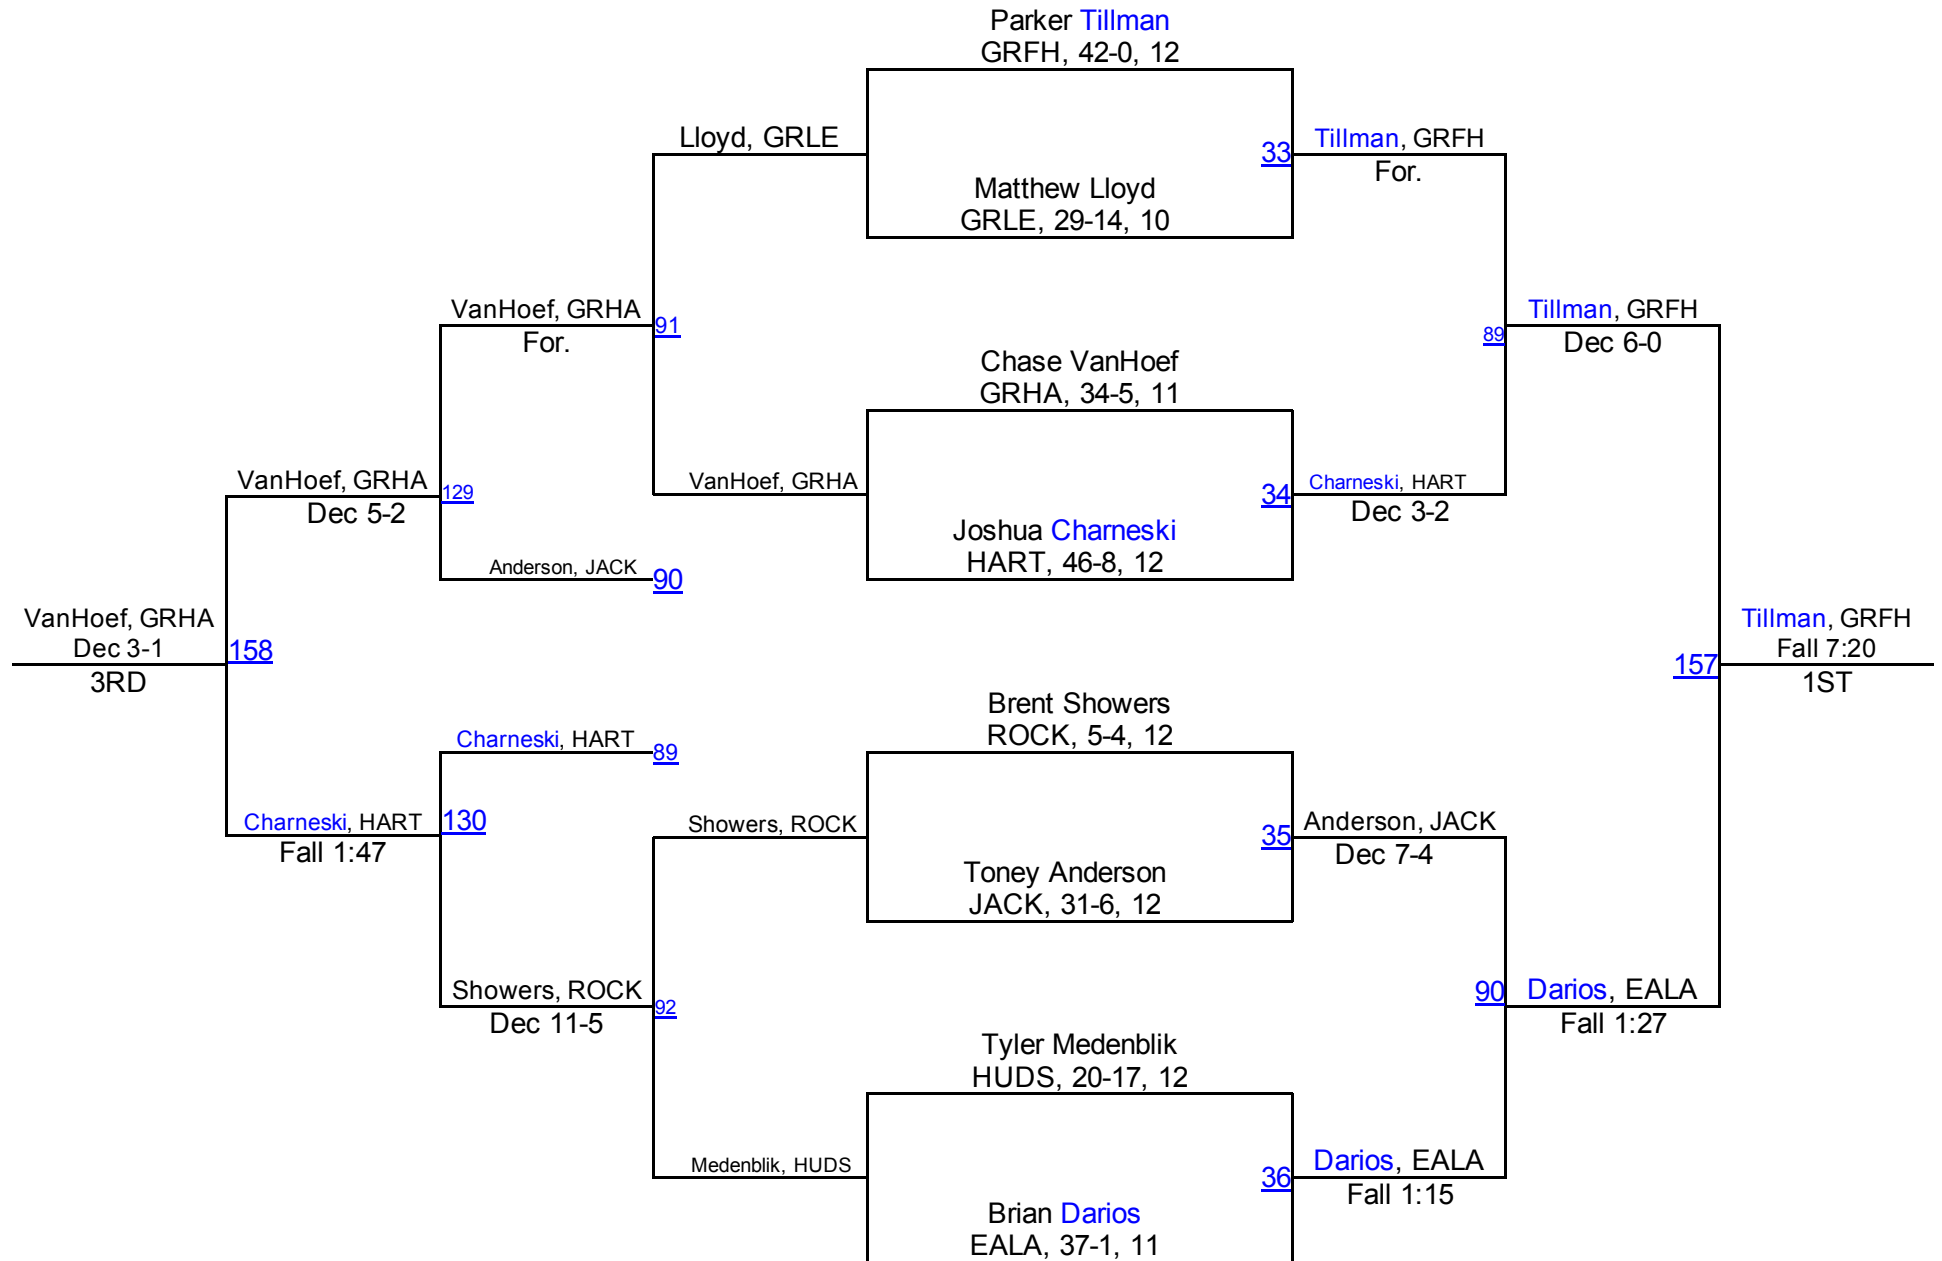 Parker Tillman
GRFH, 42-0, 12
Lloyd, GRLE
33
Tillman, GRFH
For.
Matthew Lloyd
GRLE, 29-14, 10
VanHoef, GRHA
For.
91
89
Tillman, GRFH
Dec 6-0
Chase VanHoef
GRHA, 34-5, 11
VanHoef, GRHA
Dec 5-2
129
VanHoef, GRHA
34
Charneski, HART
Dec 3-2
Joshua Charneski
HART, 46-8, 12
Anderson, JACK
90
VanHoef, GRHA
Dec 3-1
3RD
158
157
Tillman, GRFH
Fall 7:20
1ST
Brent Showers
ROCK, 5-4, 12
Charneski, HART
89
Charneski, HART
Fall 1:47
130
Showers, ROCK
35
Anderson, JACK
Dec 7-4
Toney Anderson
JACK, 31-6, 12
Showers, ROCK
Dec 11-5
92
90
Darios, EALA
Fall 1:27
Tyler Medenblik
HUDS, 20-17, 12
Medenblik, HUDS
36
Darios, EALA
Fall 1:15
Brian Darios
EALA, 37-1, 11